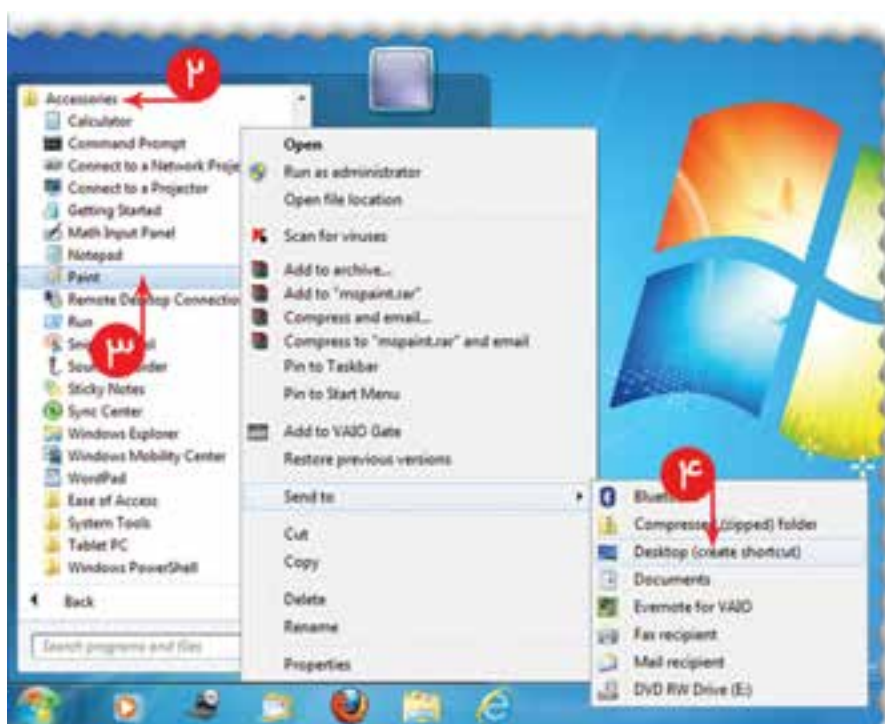 ۲
Accessories
Calculator
Command Prompt
Connect to a Network Proje
Connect to a Projector
Getting Started
Math Input Panel
Notepad
Paint
Remote Desktop Connectio
Run
۳
Sticky Notes
Sync Center
Windows Explorer
Windows Mobility Center
WordPad
Ease of Access
System Tools
Tablet PC
Windows PowerShell
Back
Search programs and files
Open
Run as administrator
Open file location
Scan for viruses
Add to archive...
Add to "mspaint.rar"
Compress and email...
Compress to "mspaint.rar" and email
Pin to Taskbar
Pin to Start Menu
Add to VAIO Gate
Restore previous versions
Send to
Cut
Copy
Delete
Rename
Properties
۴
Compressed (zipped) folder
Desktop (create shortcut)
Documents
Evernote for VAIO
Fax recipient
Mail recipient
DVD RW Drive (E:)